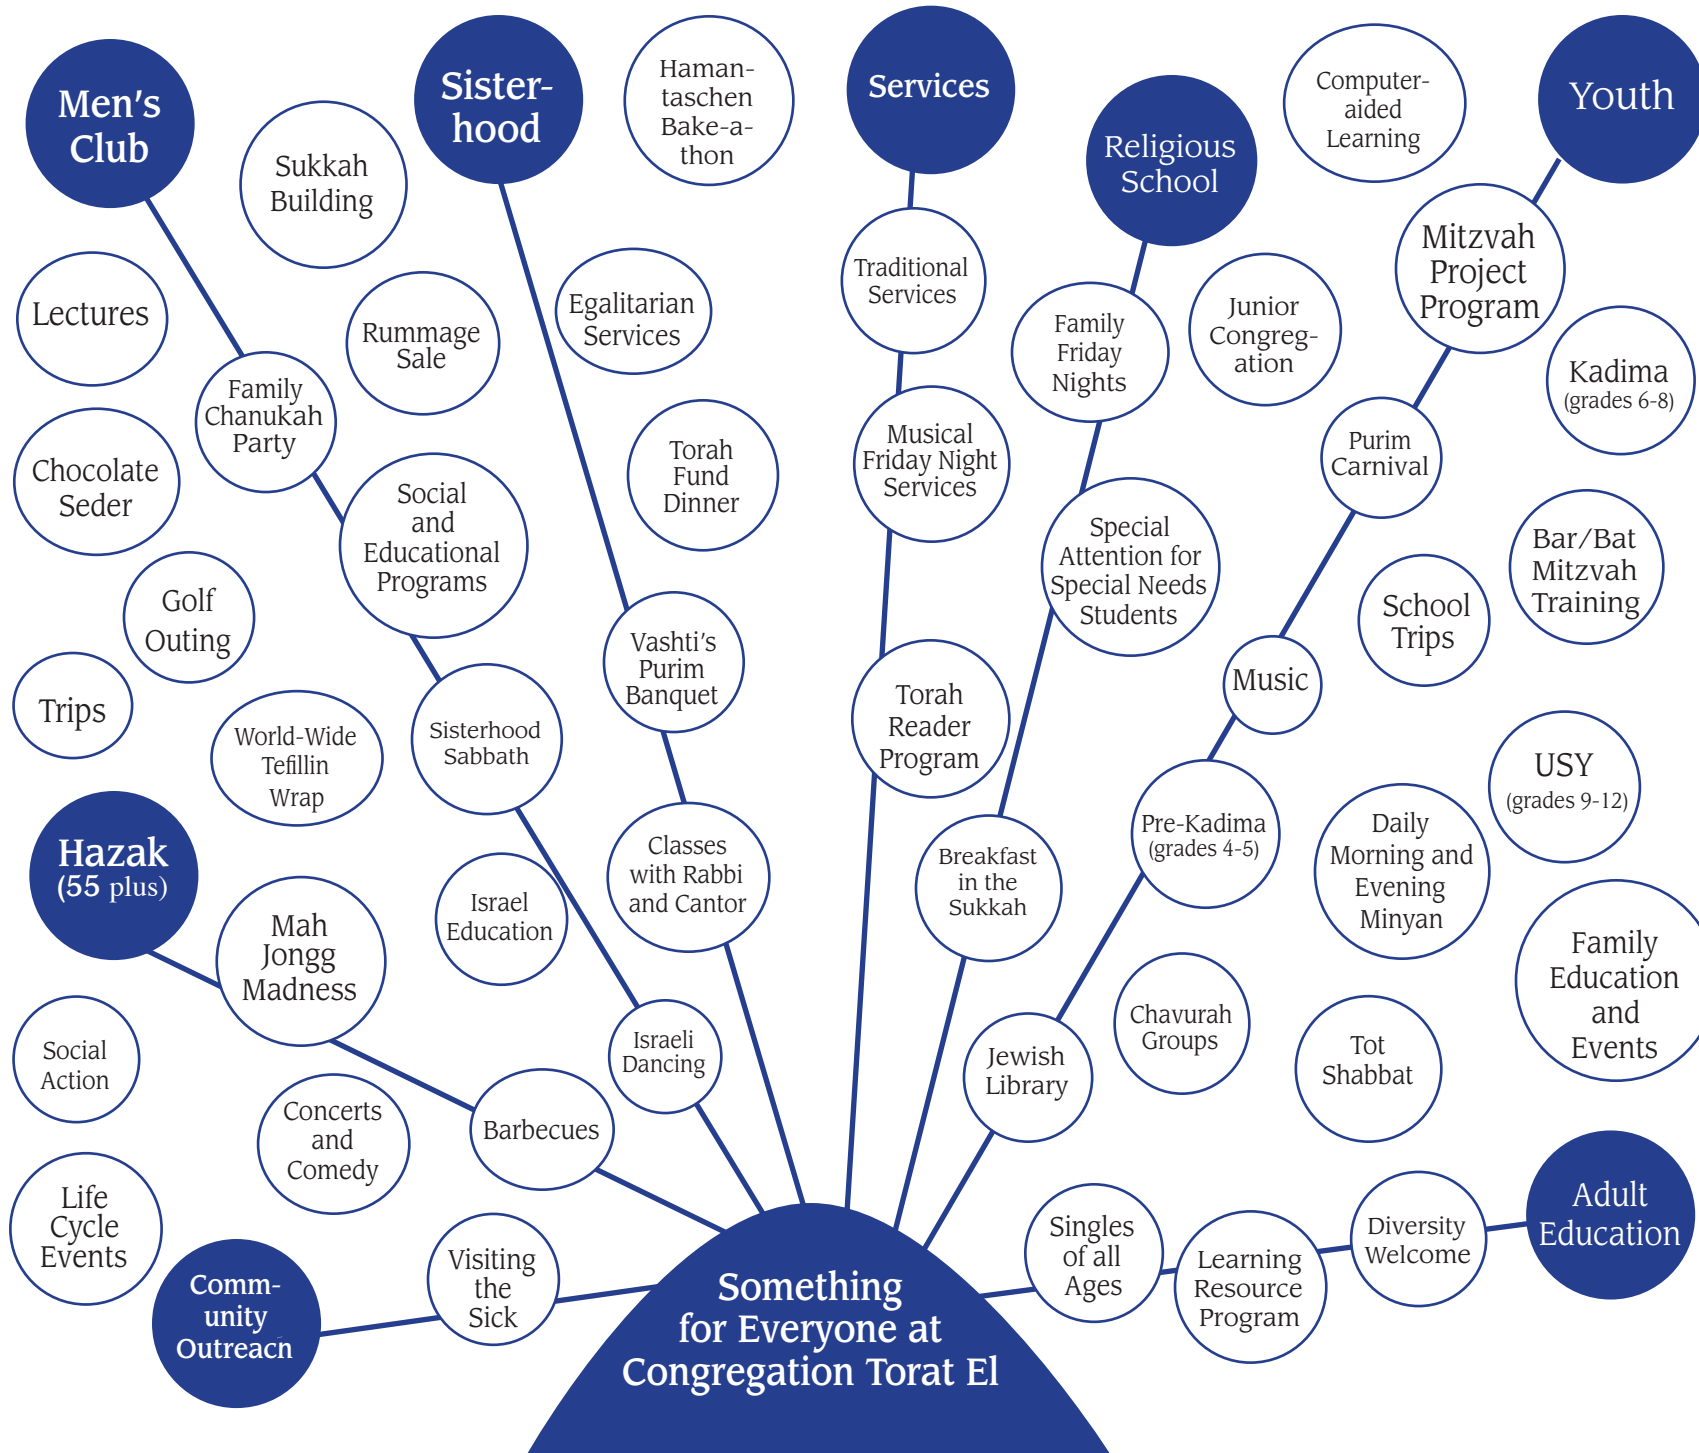 Men's
Club
Sister-
hood
Haman-
taschen
Bake-a-
thon
Services
Religious
School
Computer-
aided
Learning
Youth
Sukkah
Building
Lectures
Rummage
Sale
Egalitarian
Services
Traditional
Services
Family
Friday
Nights
Junior
Congreg-
ation
Mitzvah
Project
Program
Kadima
(grades 6-8)
Family
Chanukah
Party
Chocolate
Seder
Social
and
Educational
Programs
Torah
Fund
Dinner
Musical
Friday Night
Services
Special
Attention for
Special Needs
Students
Purim
Carnival
Bar/Bat
Mitzvah
Training
Golf
Outing
Vashti's
Purim
Banquet
School
Trips
Trips
World-Wide
Tefillin
Wrap
Sisterhood
Sabbath
Torah
Reader
Program
Music
USY
(grades 9-12)
Hazak
(55 plus)
Mah
Jongg
Madness
Israel
Education
Classes
with Rabbi
and Cantor
Breakfast
in the
Sukkah
Pre-Kadima
(grades 4-5)
Daily
Morning and
Evening
Minyan
Family
Education
and
Events
Social
Action
Concerts
and
Comedy
Barbecues
Israeli
Dancing
Jewish
Library
Chavurah
Groups
Tot
Shabbat
Life
Cycle
Events
Comm-
unity
Outreach
Visiting
the
Sick
Singles
of all
Ages
Learning
Resource
Program
Diversity
Welcome
Adult
Education
Something
for Everyone at
Congregation Torat El